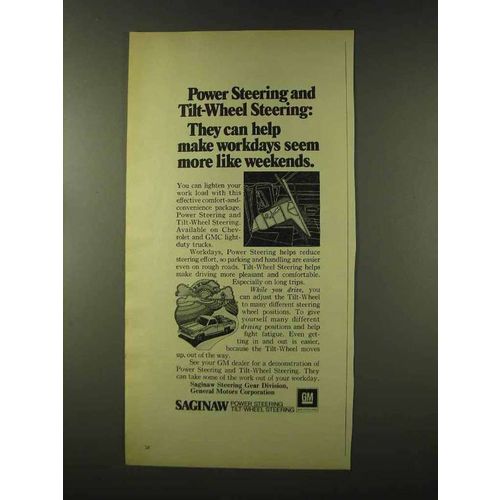 Power Steering and
Tilt-Wheel Steering:
They can help
make workdays seem
more like weekends.
You can lighten your
work load with this
effective comfort-and-
convenience package.
Power Steering and
Tilt-Wheel Steering.
Available on Chev-
rolet and GMC light-
duty trucks.
Workdays, Power Steering helps reduce
steering effort, so parking and handling are easier
even on rough roads. Tilt-Wheel Steering helps
make driving more pleasant and comfortable.
Especially on long trips.
While you drive, you
can adjust the Tilt-Wheel
to many different steering
wheel positions. To give
yourself many different
driving positions and help
fight fatigue. Even get-
ting in and out is easier,
because the Tilt-Wheel moves
up, out of the way.
See your GM dealer for a demonstration of
Power Steering and Tilt-Wheel Steering. They
can take some of the work out of your workday.
Saginaw Steering Gear Division,
General Motors Corporation
SAGINAW POWER STEERING
TILT-WHEEL STEERING
GM